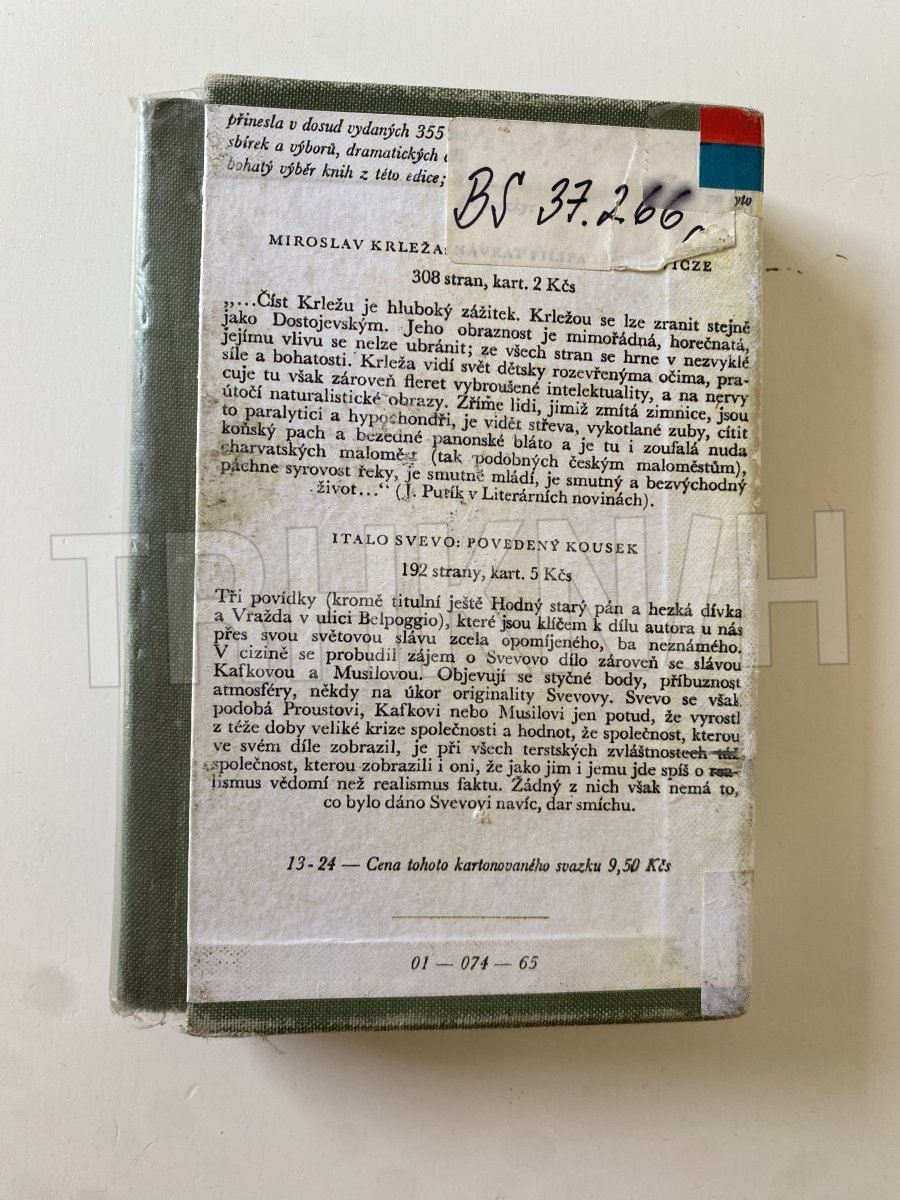 přinesla v dosud vydaných 355
sbírek a výborů, dramatických
bohatý výběr knih z této edice;
yto
BS 37.266,
MIROSLAV KRLEŽA: NÁVRAT FILIPA
ICZE
308 stran, kart. 2 Kčs
„...Číst Krležu je hluboký zážitek. Krležou se lze zranit stejně
jako Dostojevským. Jeho obraznost je mimořádná, horečnatá,
jejímu vlivu se nelze ubránit; ze všech stran se hrne v nezvyklé
síle a bohatosti. Krleža vidí svět dětsky rozevřenýma očima, pra-
cuje tu však zároveň fleret vybroušené intelektuality, a na nervy
útočí naturalistické obrazy. Zříme lidi, jimiž zmítá zimnice, jsou
to paralytici a hypochondři, je vidět střeva, vykotlané zuby, cítit
koňský pach a bezedné panonské bláto a je tu i zoufalá nuda
charvatských maloměst (tak podobných českým maloměstům),
páchne syrovost řeky, je smutné mládí, je smutný a bezvýchodný
život...“ (J. Putík v Literárních novinách).
ITALO SVEVO: POVEDENÝ KOUSEK
192 strany, kart. 5 Kčs
Tři povídky (kromě titulní ještě Hodný starý pán a hezká dívka
a Vražda v ulici Belpoggio), které jsou klíčem k dílu autora u nás
přes svou světovou slávu zcela opomíjeného, ba neznámého.
V cizině se probudil zájem o Svevovo dílo zároveň se slávou
Kafkovou a Musilovou. Objevují se styčné body, příbuznost
atmosféry, někdy na úkor originality Svevovy. Svevo se však
podobá Proustovi, Kafkovi nebo Musilovi jen potud, že vyrostl
z téže doby veliké krize společnosti a hodnot, že společnost, kterou
ve svém díle zobrazil, je při všech terstských zvláštnostech táž
společnost, kterou zobrazili i oni, že jako jim i jemu jde spíš o rea-
lismus vědomí než realismus faktu. Žádný z nich však nemá to,
co bylo dáno Svevovi navíc, dar smíchu.
13-24 — Cena tohoto kartonovaného svazku 9,50 Kčs
01 — 074 — 65
TRHKNIH